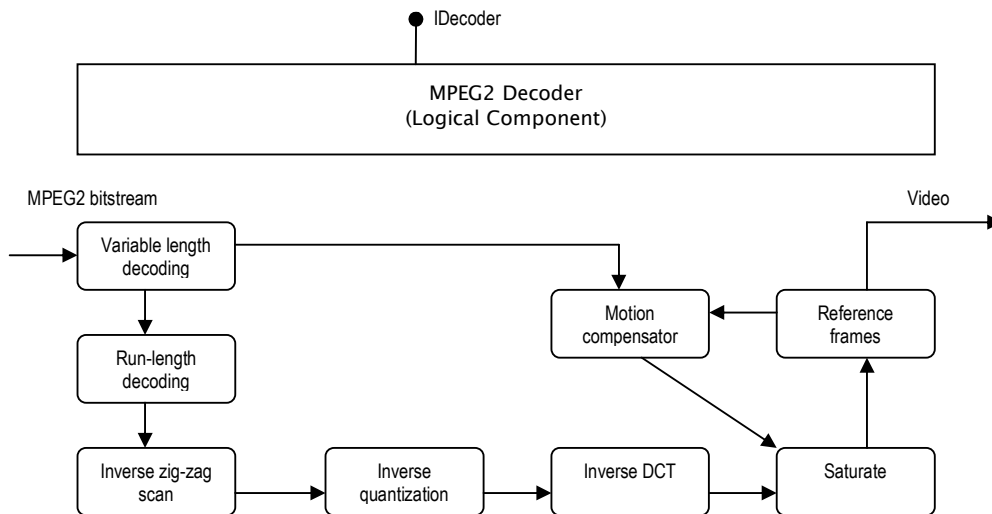 IDecoder
MPEG2 Decoder
(Logical Component)
MPEG2 bitstream
Video
Variable length
decoding
Motion
compensator
Reference
frames
Run-length
decoding
Inverse zig-zag
scan
Inverse
quantization
Inverse DCT
Saturate